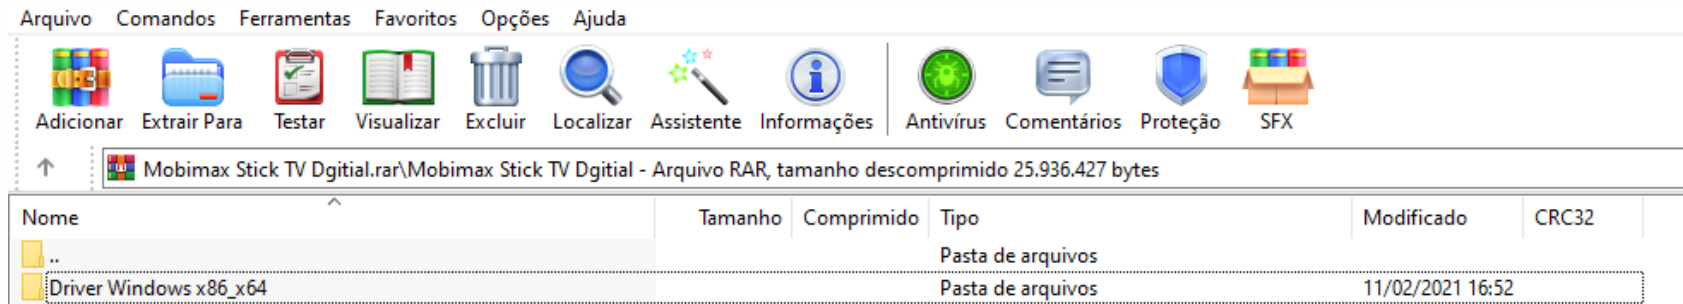 Arquivo Comandos Ferramentas Favoritos Opções Ajuda
Adicionar Extrair Para Testar Visualizar Excluir Localizar Assistente Informações Antivírus Comentários Proteção SFX
Mobimax Stick TV Dgitial.rar\Mobimax Stick TV Dgitial - Arquivo RAR, tamanho descomprimido 25.936.427 bytes
Nome Tamanho Comprimido Tipo Modificado CRC32
.. Pasta de arquivos
Driver Windows x86_x64 Pasta de arquivos 11/02/2021 16:52